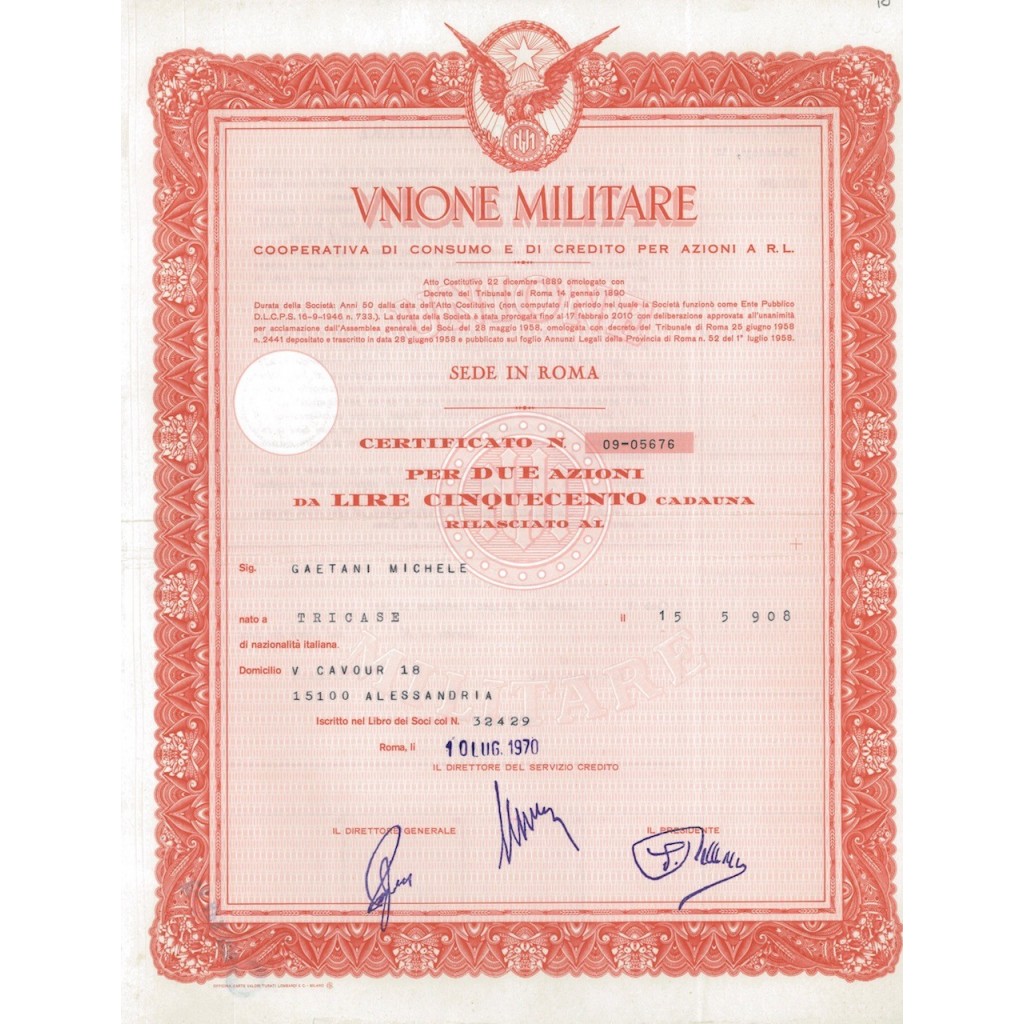 VNIONE MILITARE
COOPERATIVA DI CONSUMO E DI CREDITO PER AZIONI A R.L.
Atto Costitutivo 22 dicembre 1889 omologato con
Decreto del Tribunale di Roma 14 gennaio 1890
Durata della Società: Anni 50 dalla data dell'Atto Costitutivo (non computato il periodo nel quale la Società funzionò come Ente Pubblico
D.L.C.P.S. 16-9-1946 n. 733.). La durata della Società è stata prorogata fino al 17 febbraio 2010 con deliberazione approvata all'unanimità
per acclamazione dall'Assemblea generale dei Soci del 28 maggio 1958, omologata con decreto del Tribunale di Roma 25 giugno 1958
n. 2441 depositato e trascritto in data 28 giugno 1958 e pubblicato sul foglio Annunzi Legali della Provincia di Roma n. 52 del 1° luglio 1958.
SEDE IN ROMA
CERTIFICATO N 09-05676
PER DUE AZIONI
DA LIRE CINQUECENTO CADAUNA
RILASCIATO AL
Sig. GAETANI MICHELE
nato a TRICASE il 15 5 908
di nazionalità italiana.
Domicilio V CAVOUR 18
15100 ALESSANDRIA
MILITARE
Iscritto nel Libro dei Soci col N. 32429
Roma, li 10 LUG. 1970
IL DIRETTORE DEL SERVIZIO CREDITO
IL DIRETTORE GENERALE IL PRESIDENTE